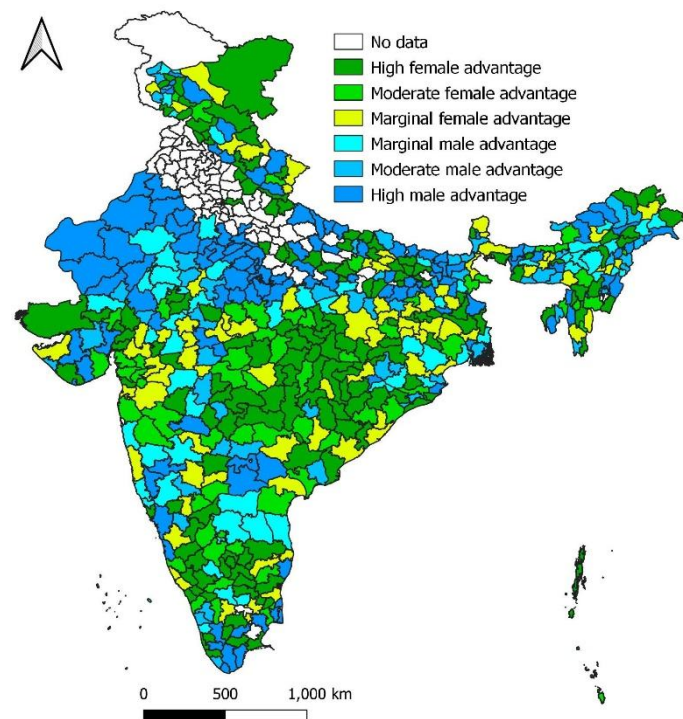 No data
High female advantage
Moderate female advantage
Marginal female advantage
Marginal male advantage
Moderate male advantage
High male advantage
0 500 1,000 km